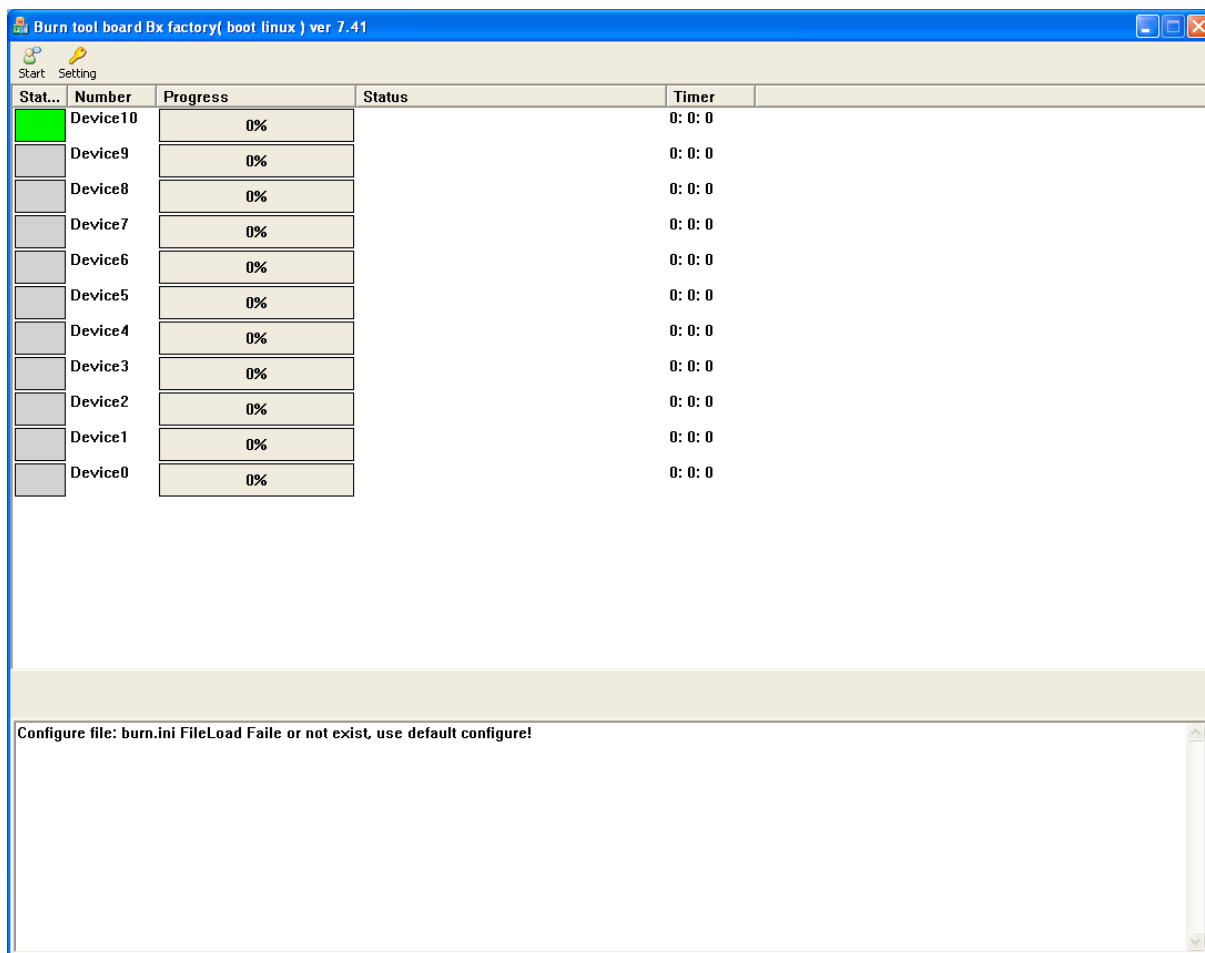 Burn tool board Bx factory( boot linux ) ver 7.41
Start Setting
Stat... Number Progress Status Timer
Device10 0% 0: 0: 0
Device9 0% 0: 0: 0
Device8 0% 0: 0: 0
Device7 0% 0: 0: 0
Device6 0% 0: 0: 0
Device5 0% 0: 0: 0
Device4 0% 0: 0: 0
Device3 0% 0: 0: 0
Device2 0% 0: 0: 0
Device1 0% 0: 0: 0
Device0 0% 0: 0: 0
Configure file: burn.ini FileLoad Faile or not exist, use default configure!